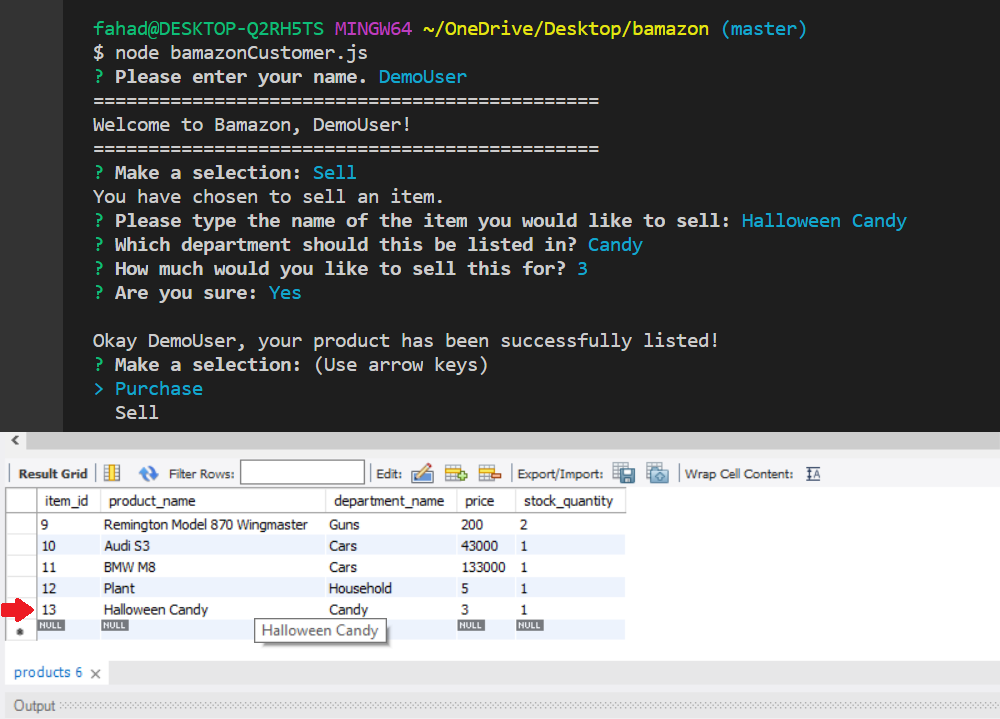 fahad@DESKTOP-Q2RH5TS MINGW64 ~/OneDrive/Desktop/bamazon (master)
$ node bamazonCustomer.js
? Please enter your name. DemoUser
==============================================
Welcome to Bamazon, DemoUser!
==============================================
? Make a selection: Sell
You have chosen to sell an item.
? Please type the name of the item you would like to sell: Halloween Candy
? Which department should this be listed in? Candy
? How much would you like to sell this for? 3
? Are you sure: Yes
Okay DemoUser, your product has been successfully listed!
? Make a selection: (Use arrow keys)
> Purchase
Sell
Result Grid Filter Rows: Edit: Export/Import: Wrap Cell Content: IA
item_id product_name department_name price stock_quantity
9 Remington Model 870 Wingmaster Guns 200 2
10 Audi S3 Cars 43000 1
11 BMW M8 Cars 133000 1
12 Plant Household 5 1
13 Halloween Candy Candy 3 1
NULL NULL NULL NULL
Halloween Candy
products 6
Output